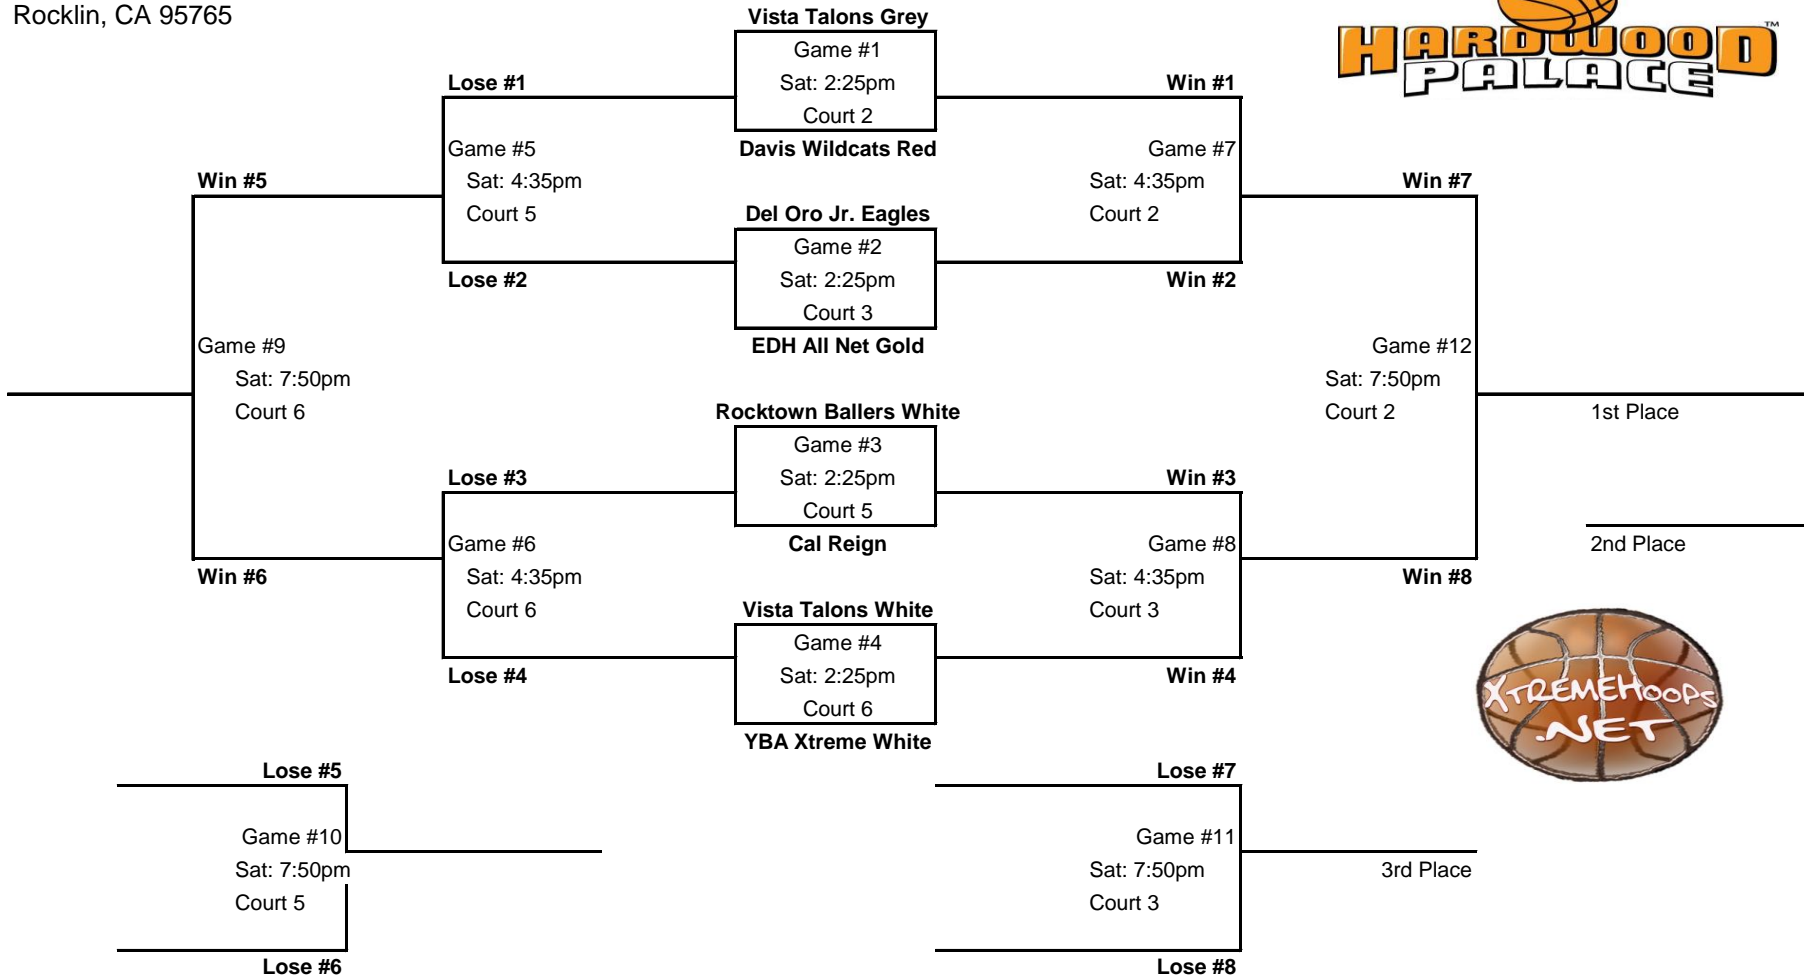 Rocklin, CA 95765
HARDWOOD
PALACE
™
Vista Talons Grey
Game #1
Sat: 2:25pm
Court 2
Davis Wildcats Red
Lose #1
Win #1
Game #5
Sat: 4:35pm
Court 5
Game #7
Sat: 4:35pm
Court 2
Win #5
Win #7
Del Oro Jr. Eagles
Game #2
Sat: 2:25pm
Court 3
EDH All Net Gold
Lose #2
Win #2
Game #9
Sat: 7:50pm
Court 6
Game #12
Sat: 7:50pm
Court 2
1st Place
Rocktown Ballers White
Game #3
Sat: 2:25pm
Court 5
Cal Reign
Lose #3
Win #3
Game #6
Sat: 4:35pm
Court 6
Game #8
Sat: 4:35pm
Court 3
2nd Place
Win #6
Win #8
Vista Talons White
Game #4
Sat: 2:25pm
Court 6
YBA Xtreme White
Lose #4
Win #4
XTREMEHOOPS
.NET
Lose #5
Game #10
Sat: 7:50pm
Court 5
Lose #6
Lose #7
Game #11
Sat: 7:50pm
Court 3
3rd Place
Lose #8